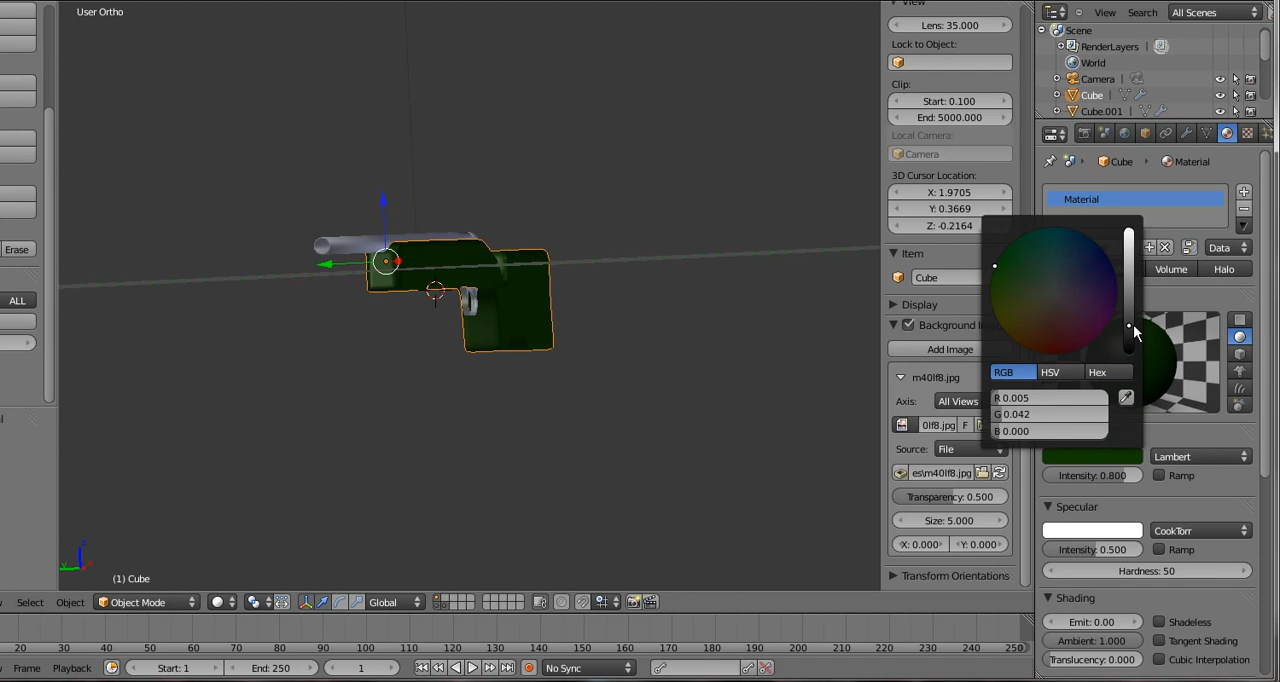 User Ortho
Erase
ALL
(1) Cube
View
Lens: 35.000
Lock to Object:
Clip:
Start: 0.100
End: 5000.000
Local Camera:
Camera
3D Cursor Location:
X: 1.9705
Y: 0.3669
Z: -0.2164
Item
Cube
Display
Background I
Add Image
m40lf8.jpg
Axis:
All Views
0lf8.jpg
F
Source:
File
es\m40lf8.jpg
Transparency: 0.500
Size: 5.000
X: 0.000
Y: 0.000
Transform Orientations
View
Search
All Scenes
Scene
RenderLayers
World
Camera
Cube
Cube.001
Cube
Material
Material
Data
Volume
Halo
RGB
HSV
Hex
R 0.005
G 0.042
B 0.000
Lambert
Intensity: 0.800
Ramp
Specular
CookTorr
Intensity: 0.500
Ramp
Hardness: 50
Shading
Emit: 0.00
Shadeless
Ambient: 1.000
Tangent Shading
Translucency: 0.000
Cubic Interpolation
Select
Object
Object Mode
Global
20 30 40 50 60 70 80 90 100 110 120 130 140 150 160 170 180 190 200 210 220 230 240 250
Frame
Playback
Start: 1
End: 250
1
No Sync
y
z
x